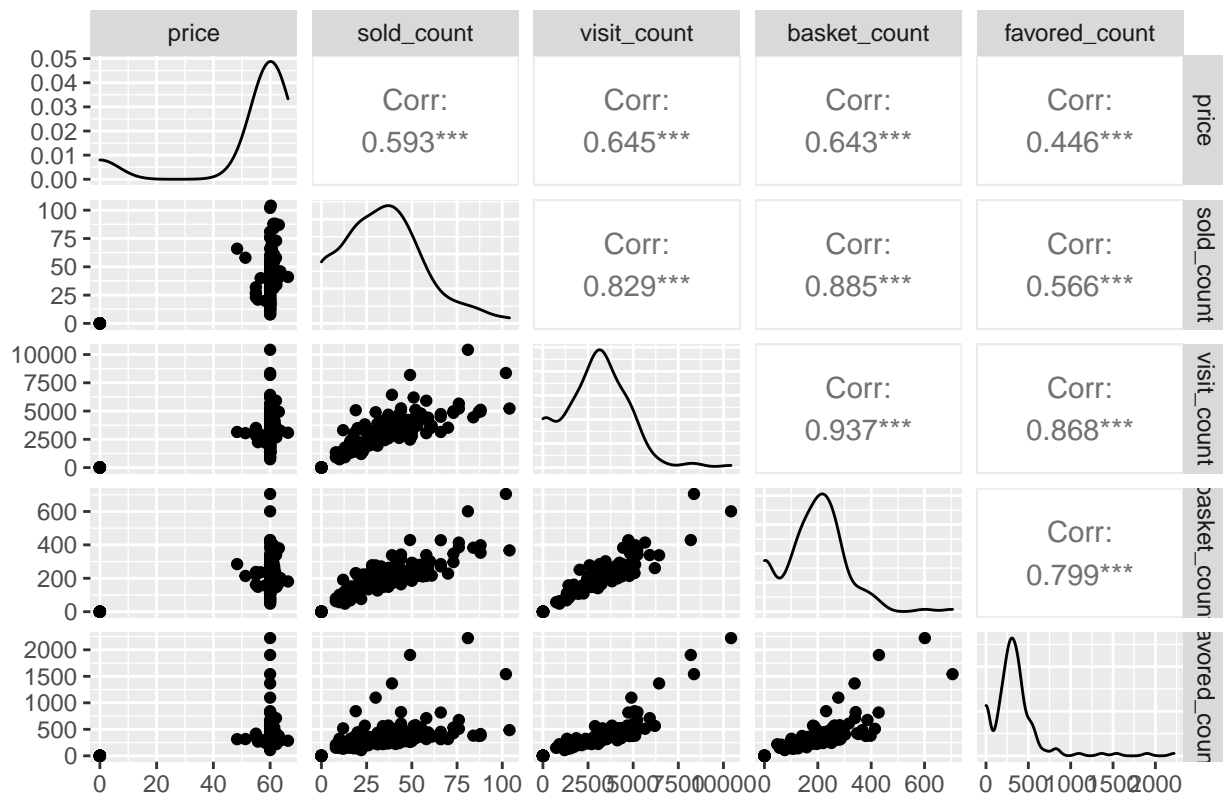 price sold_count visit_count basket_count favored_count
0.05
0.04
0.03
0.02
0.01
0.00
Corr:
0.593***
Corr:
0.645***
Corr:
0.643***
Corr:
0.446***
price
100
75
50
25
0
Corr:
0.829***
Corr:
0.885***
Corr:
0.566***
sold_count
10000
7500
5000
2500
0
Corr:
0.937***
Corr:
0.868***
visit_count
600
400
200
0
Corr:
0.799***
basket_count
2000
1500
1000
500
0
avored_coun
0 20 40 60
0 25 50 75 100
0 2500 5000 7500 10000
0 200 400 600
0 500 1000 1500 2000